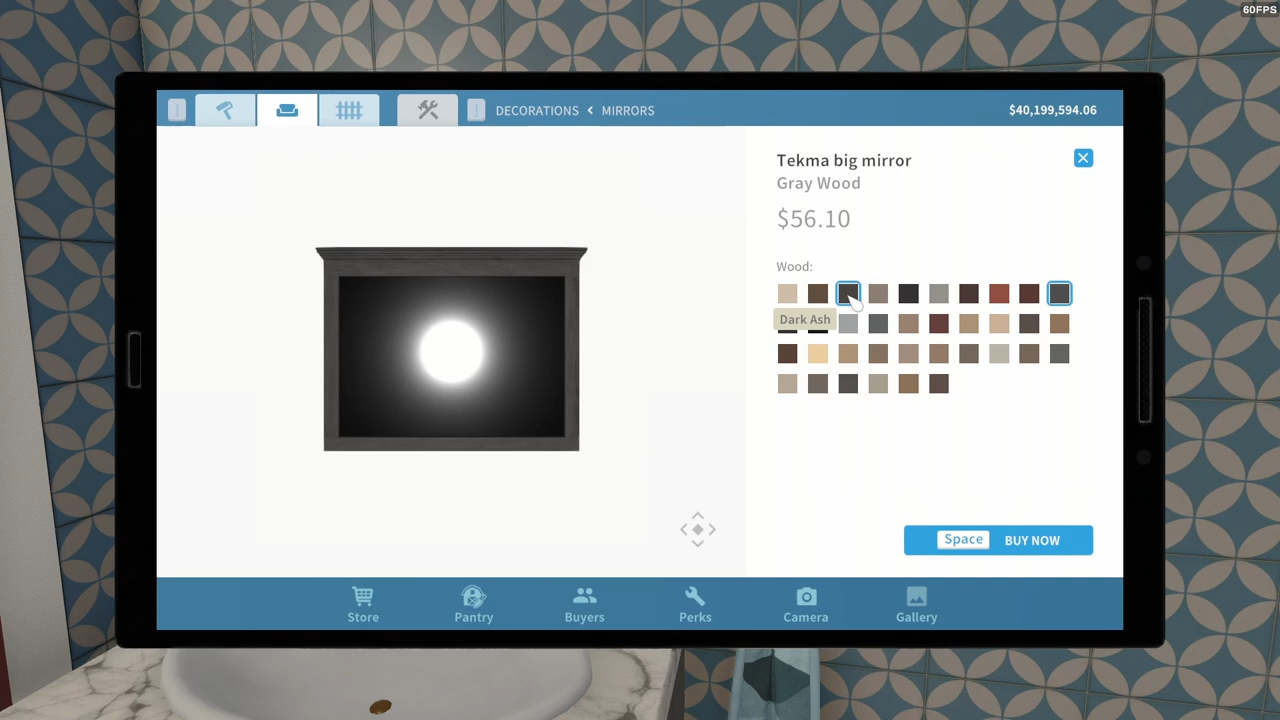 60FPS
DECORATIONS < MIRRORS
$40,199,594.06
Tekma big mirror
Gray Wood
$56.10
Wood:
Dark Ash
Space BUY NOW
Store Pantry Buyers Perks Camera Gallery